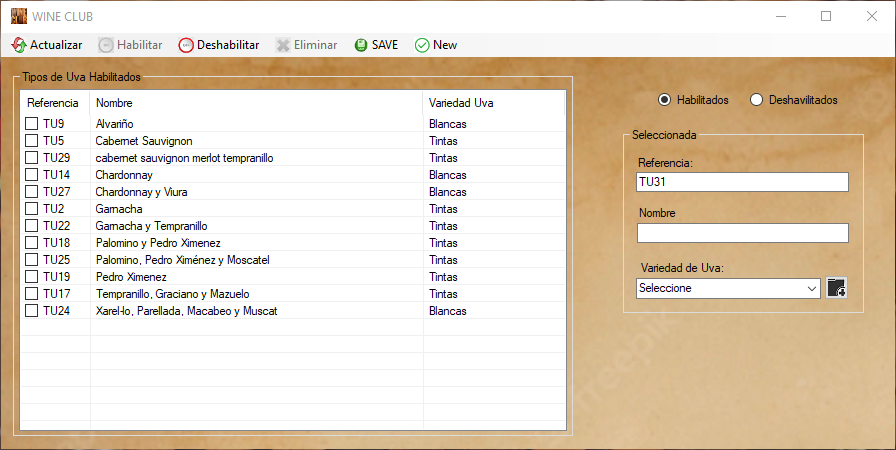 WINE CLUB
Actualizar Habilitar Deshabilitar Eliminar SAVE New
Tipos de Uva Habilitados
Referencia Nombre Variedad Uva
TU9 Alvariño Blancas
TU5 Cabernet Sauvignon Tintas
TU29 cabernet sauvignon merlot tempranillo Tintas
TU14 Chardonnay Blancas
TU27 Chardonnay y Viura Blancas
TU2 Garnacha Tintas
TU22 Garnacha y Tempranillo Tintas
TU18 Palomino y Pedro Ximenez Tintas
TU25 Palomino, Pedro Ximénez y Moscatel Tintas
TU19 Pedro Ximenez Tintas
TU17 Tempranillo, Graciano y Mazuelo Tintas
TU24 Xarel-lo, Parellada, Macabeo y Muscat Blancas
Habilitados Deshavilitados
Seleccionada
Referencia:
TU31
Nombre
Variedad de Uva:
Seleccione